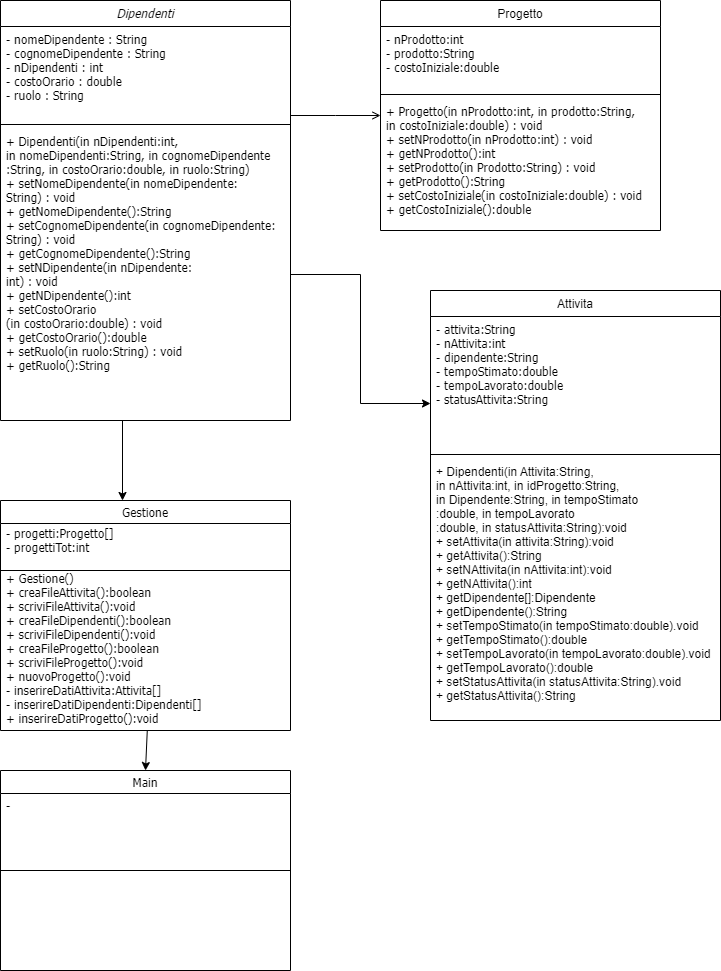 Dipendenti
- nomeDipendente : String
- cognomeDipendente : String
- nDipendenti : int
- costoOrario : double
- ruolo : String
+ Dipendenti(in nDipendenti:int,
in nomeDipendenti:String, in cognomeDipendente
:String, in costoOrario:double, in ruolo:String)
+ setNomeDipendente(in nomeDipendente:
String) : void
+ getNomeDipendente():String
+ setCognomeDipendente(in cognomeDipendente:
String) : void
+ getCognomeDipendente():String
+ setNDipendente(in nDipendente:
int) : void
+ getNDipendente():int
+ setCostoOrario
(in costoOrario:double) : void
+ getCostoOrario():double
+ setRuolo(in ruolo:String) : void
+ getRuolo():String
Progetto
- nProdotto:int
- prodotto:String
- costoIniziale:double
+ Progetto(in nProdotto:int, in prodotto:String,
in costoIniziale:double) : void
+ setNProdotto(in nProdotto:int) : void
+ getNProdotto():int
+ setProdotto(in Prodotto:String) : void
+ getProdotto():String
+ setCostoIniziale(in costoIniziale:double) : void
+ getCostoIniziale():double
Attivita
- attivita:String
- nAttivita:int
- dipendente:String
- tempoStimato:double
- tempoLavorato:double
- statusAttivita:String
+ Dipendenti(in Attivita:String,
in nAttivita:int, in idProgetto:String,
in Dipendente:String, in tempoStimato
:double, in tempoLavorato
:double, in statusAttivita:String):void
+ setAttivita(in attivita:String):void
+ getAttivita():String
+ setNAttivita(in nAttivita:int):void
+ getNAttivita():int
+ getDipendente[]:Dipendente
+ getDipendente():String
+ setTempoStimato(in tempoStimato:double).void
+ getTempoStimato():double
+ setTempoLavorato(in tempoLavorato:double).void
+ getTempoLavorato():double
+ setStatusAttivita(in statusAttivita:String).void
+ getStatusAttivita():String
Gestione
- progetti:Progetto[]
- progettiTot:int
+ Gestione()
+ creaFileAttivita():boolean
+ scriviFileAttivita():void
+ creaFileDipendenti():boolean
+ scriviFileDipendenti():void
+ creaFileProgetto():boolean
+ scriviFileProgetto():void
+ nuovoProgetto():void
- inserireDatiAttivita:Attivita[]
- inserireDatiDipendenti:Dipendenti[]
+ inserireDatiProgetto():void
Main
-